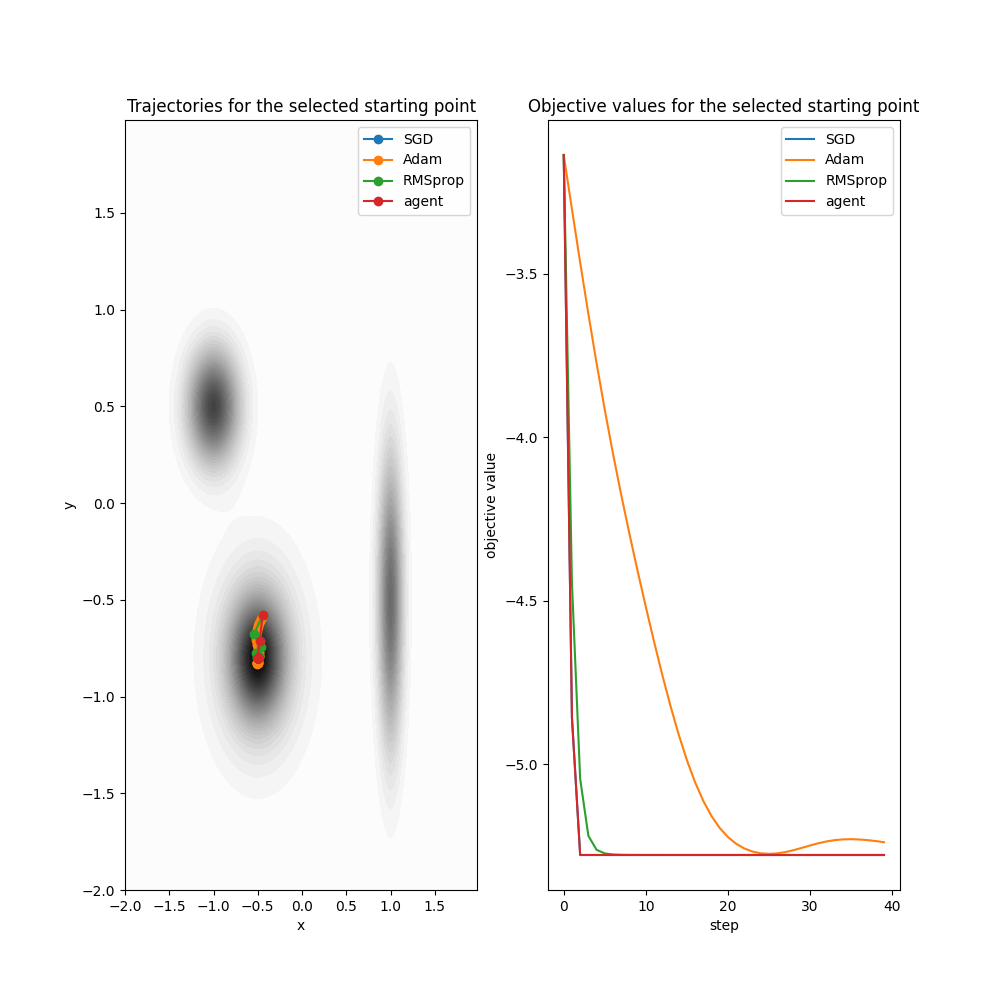 Trajectories for the selected starting point
SGD
Adam
RMSprop
agent
1.5
1.0
0.5
0.0
−0.5
−1.0
−1.5
−2.0
y
−2.0 −1.5 −1.0 −0.5 0.0 0.5 1.0 1.5
x
Objective values for the selected starting point
SGD
Adam
RMSprop
agent
−3.5
−4.0
−4.5
−5.0
objective value
0 10 20 30 40
step